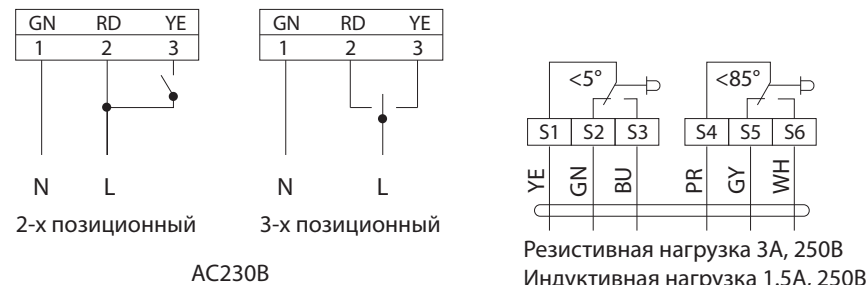 GN RD YE
1 2 3
N L
2-х позиционный
GN RD YE
1 2 3
N L
3-х позиционный
AC230В
<5°
S1 S2 S3
YE GN BU
<85°
S4 S5 S6
PR GY WH
Резистивная нагрузка 3А, 250В
Индуктивная нагрузка 1.5А, 250В